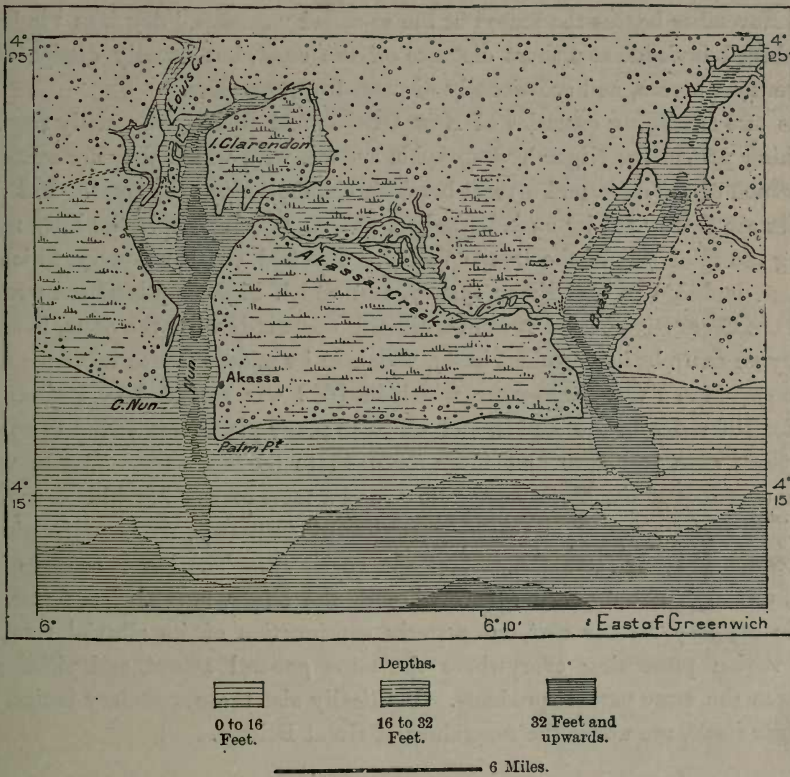 4°
25'
4°
25'
Louis Cr.
I. Clarendon
Akassa Creek
Brass
Nun
Akassa
C. Nun
Palm Pt
4°
15'
4°
15'
6°
6° 10'
East of Greenwich
Depths.
0 to 16
Feet.
16 to 32
Feet.
32 Feet and
upwards.
6 Miles.